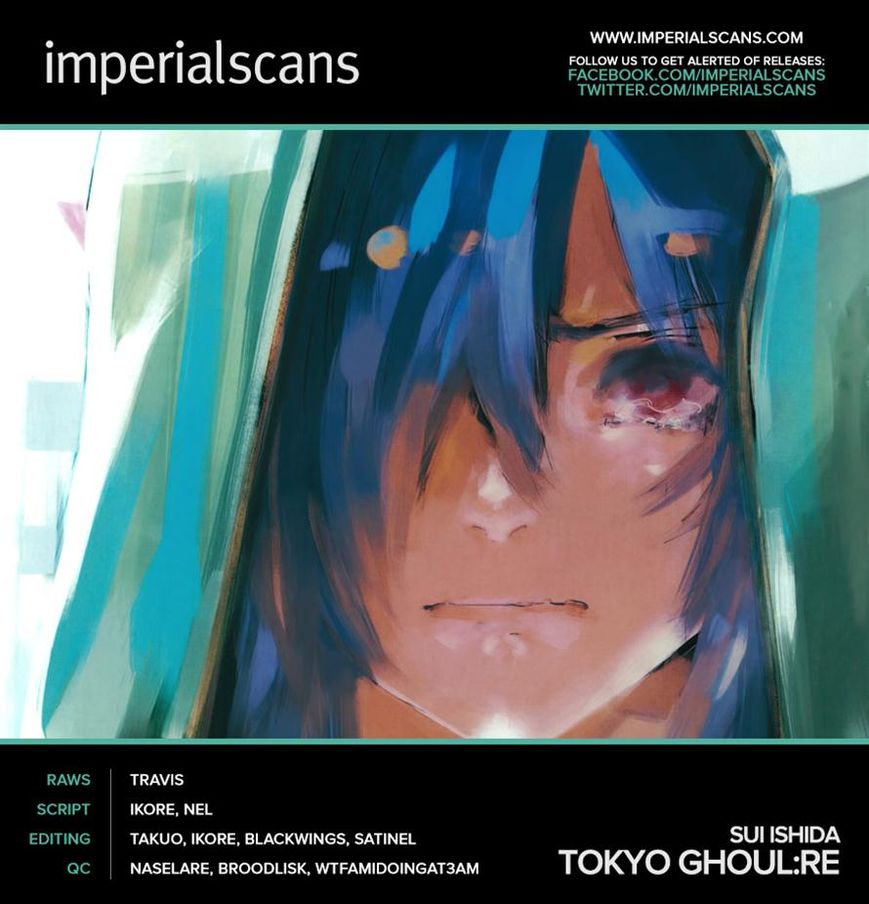 imperialscans
WWW.IMPERIALSCANS.COM
FOLLOW US TO GET ALERTED OF RELEASES:
FACEBOOK.COM/IMPERIALSCANS
TWITTER.COM/IMPERIALSCANS
RAWS TRAVIS
SCRIPT IKORE, NEL
EDITING TAKUO, IKORE, BLACKWINGS, SATINEL
QC NASELARE, BROODLISK, WTFAMIDOINGAT3AM
SUI ISHIDA
TOKYO GHOUL:RE